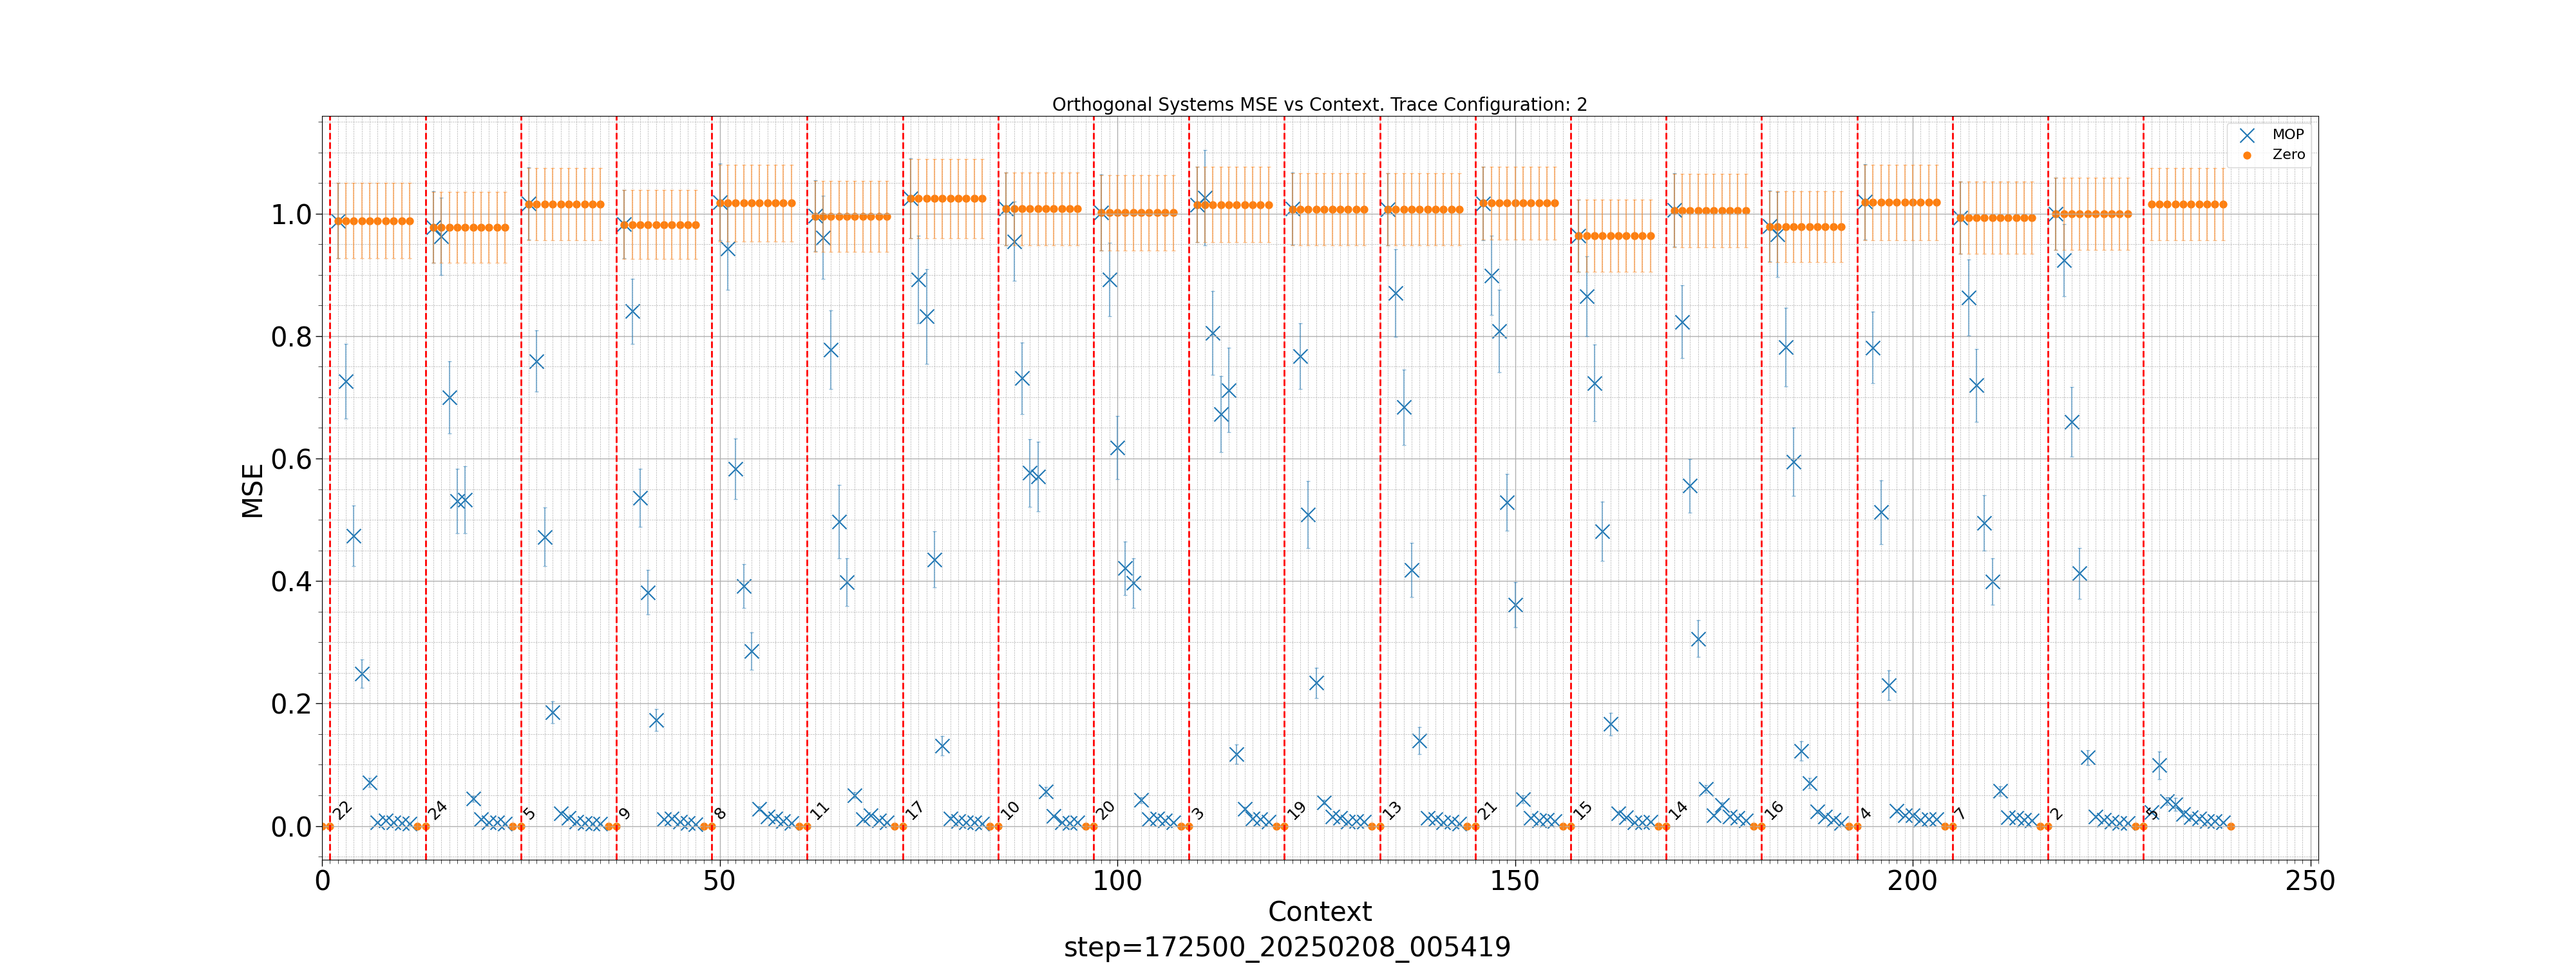 Orthogonal Systems MSE vs Context. Trace Configuration: 2
MOP
Zero
MSE
1.0
0.8
0.6
0.4
0.2
0.0
22 24 5 9 8 11 17 10 20 3 19 13 21 15 14 16 4 7 2 5
0 50 100 150 200 250
Context
step=172500_20250208_005419